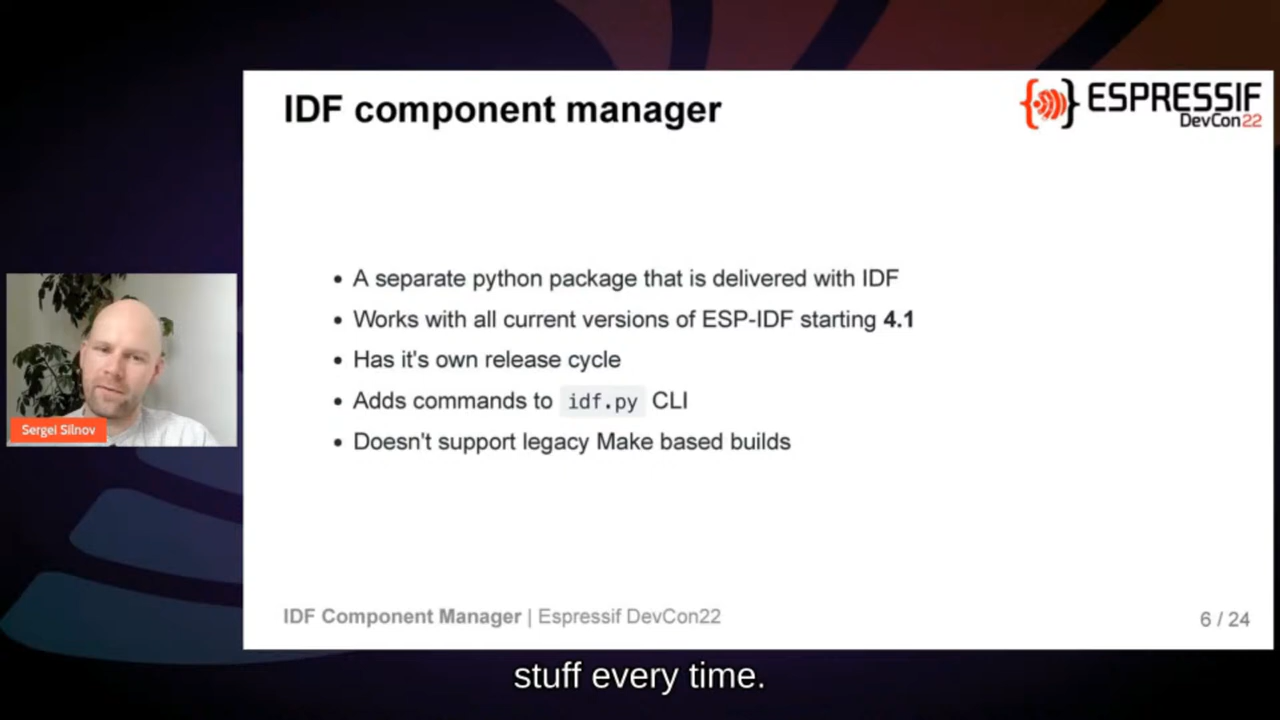 IDF component manager
ESPRESSIF
DevCon22
A separate python package that is delivered with IDF
Works with all current versions of ESP-IDF starting 4.1
Has it's own release cycle
Adds commands to idf.py CLI
Doesn't support legacy Make based builds
Sergei Silnov
IDF Component Manager | Espressif DevCon22
6 / 24
stuff every time.